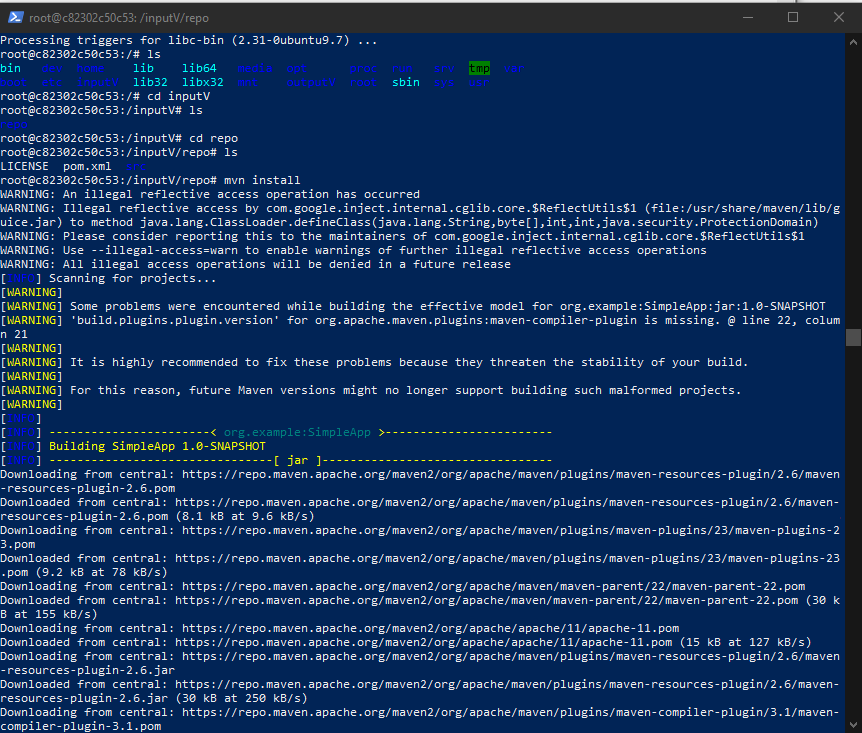 root@c82302c50c53: /inputV/repo
Processing triggers for libc-bin (2.31-0ubuntu9.7) ...
root@c82302c50c53:/# ls
bin  dev  home  lib  lib64  media  opt  proc  run  srv  tmp  var
boot  etc  inputV  lib32  libx32  mnt  outputV  root  sbin  sys  usr
root@c82302c50c53:/# cd inputV
root@c82302c50c53:/inputV# ls
repo
root@c82302c50c53:/inputV# cd repo
root@c82302c50c53:/inputV/repo# ls
LICENSE  pom.xml  src
root@c82302c50c53:/inputV/repo# mvn install
WARNING: An illegal reflective access operation has occurred
WARNING: Illegal reflective access by com.google.inject.internal.cglib.core.$ReflectUtils$1 (file:/usr/share/maven/lib/g
uice.jar) to method java.lang.ClassLoader.defineClass(java.lang.String,byte[],int,int,java.security.ProtectionDomain)
WARNING: Please consider reporting this to the maintainers of com.google.inject.internal.cglib.core.$ReflectUtils$1
WARNING: Use --illegal-access=warn to enable warnings of further illegal reflective access operations
WARNING: All illegal access operations will be denied in a future release
[INFO] Scanning for projects...
[WARNING]
[WARNING] Some problems were encountered while building the effective model for org.example:SimpleApp:jar:1.0-SNAPSHOT
[WARNING] 'build.plugins.plugin.version' for org.apache.maven.plugins:maven-compiler-plugin is missing. @ line 22, colum
n 21
[WARNING]
[WARNING] It is highly recommended to fix these problems because they threaten the stability of your build.
[WARNING]
[WARNING] For this reason, future Maven versions might no longer support building such malformed projects.
[WARNING]
[INFO]
[INFO] -----------------------< org.example:SimpleApp >------------------------
[INFO] Building SimpleApp 1.0-SNAPSHOT
[INFO] --------------------------------[ jar ]---------------------------------
Downloading from central: https://repo.maven.apache.org/maven2/org/apache/maven/plugins/maven-resources-plugin/2.6/maven
-resources-plugin-2.6.pom
Downloaded from central: https://repo.maven.apache.org/maven2/org/apache/maven/plugins/maven-resources-plugin/2.6/maven-
resources-plugin-2.6.pom (8.1 kB at 9.6 kB/s)
Downloading from central: https://repo.maven.apache.org/maven2/org/apache/maven/plugins/maven-plugins/23/maven-plugins-2
3.pom
Downloaded from central: https://repo.maven.apache.org/maven2/org/apache/maven/plugins/maven-plugins/23/maven-plugins-23
.pom (9.2 kB at 78 kB/s)
Downloading from central: https://repo.maven.apache.org/maven2/org/apache/maven/maven-parent/22/maven-parent-22.pom
Downloaded from central: https://repo.maven.apache.org/maven2/org/apache/maven/maven-parent/22/maven-parent-22.pom (30 k
B at 155 kB/s)
Downloading from central: https://repo.maven.apache.org/maven2/org/apache/apache/11/apache-11.pom
Downloaded from central: https://repo.maven.apache.org/maven2/org/apache/apache/11/apache-11.pom (15 kB at 127 kB/s)
Downloading from central: https://repo.maven.apache.org/maven2/org/apache/maven/plugins/maven-resources-plugin/2.6/maven
-resources-plugin-2.6.jar
Downloaded from central: https://repo.maven.apache.org/maven2/org/apache/maven/plugins/maven-resources-plugin/2.6/maven-
resources-plugin-2.6.jar (30 kB at 250 kB/s)
Downloading from central: https://repo.maven.apache.org/maven2/org/apache/maven/plugins/maven-compiler-plugin/3.1/maven-
compiler-plugin-3.1.pom